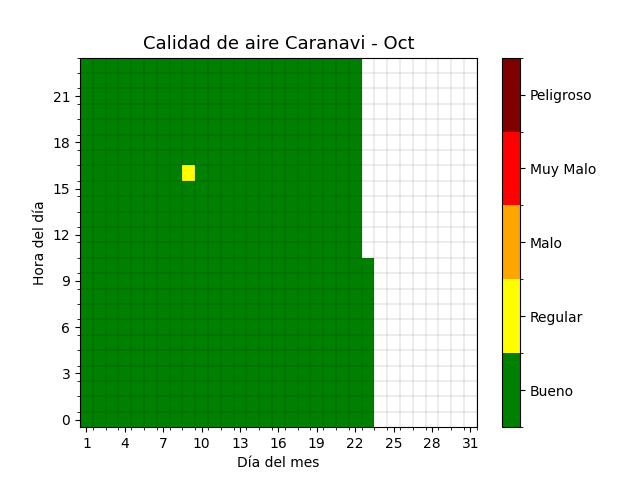 Calidad de aire Caranavi - Oct
Hora del día
21
18
15
12
9
6
3
0
1 4 7 10 13 16 19 22 25 28 31
Día del mes
Peligroso
Muy Malo
Malo
Regular
Bueno